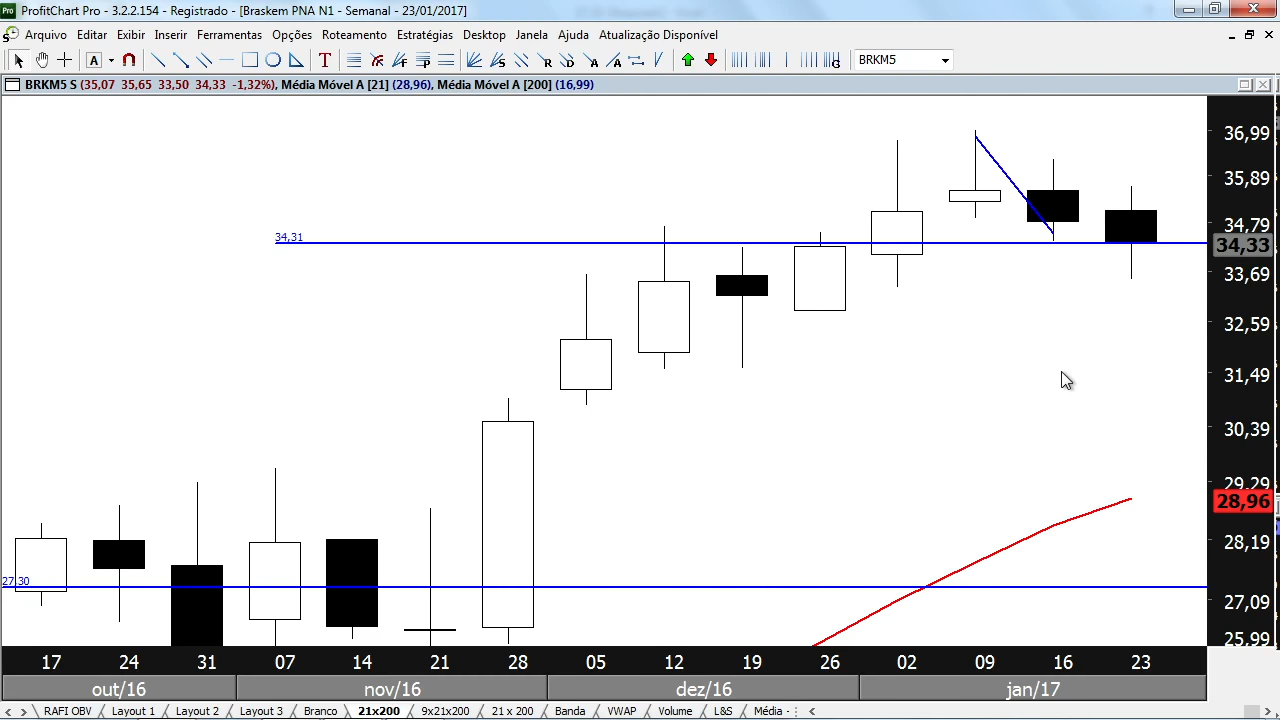 ProfitChart Pro - 3.2.2.154 - Registrado - [Braskem PNA N1 - Semanal - 23/01/2017]
Arquivo Editar Exibir Inserir Ferramentas Opções Roteamento Estratégias Desktop Janela Ajuda Atualização Disponível
BRKM5
BRKM5 S (35,07 35,65 33,50 34,33 -1,32%), Média Móvel A [21] (28,96), Média Móvel A [200] (16,99)
36,99
35,89
34,79
34,31
34,33
33,69
32,59
31,49
30,39
29,29
28,96
28,19
27,30
27,09
25,99
17 24 31 07 14 21 28 05 12 19 26 02 09 16 23
out/16 nov/16 dez/16 jan/17
RAFI OBV Layout 1 Layout 2 Layout 3 Branco 21x200 9x21x200 21 x 200 Banda VWAP Volume L&S Média -